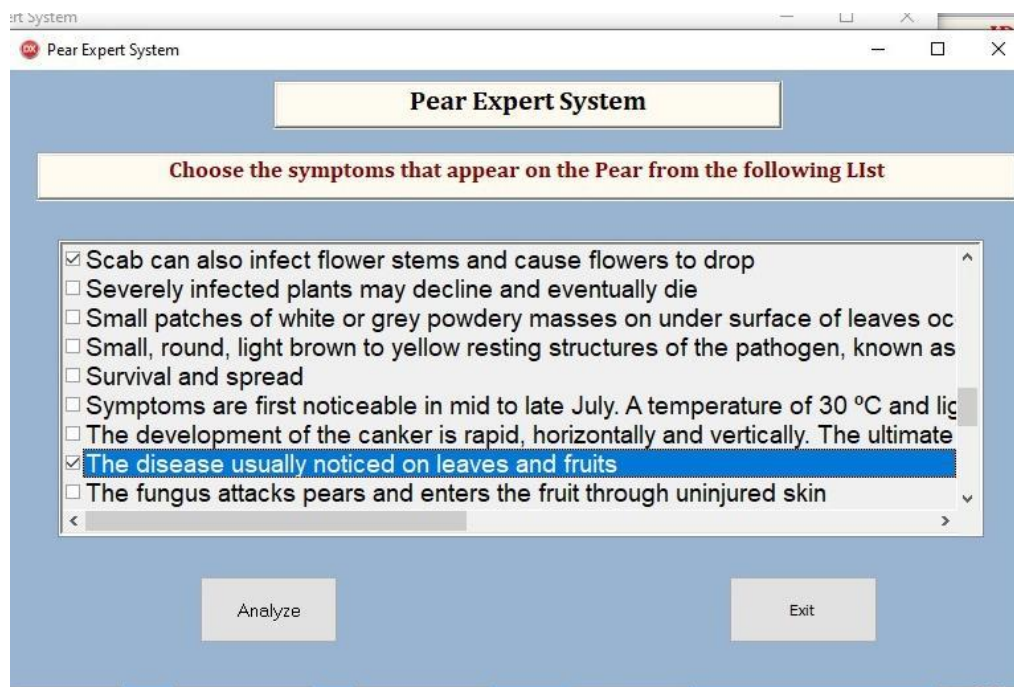 ert System
Pear Expert System
Pear Expert System
Choose the symptoms that appear on the Pear from the following LIst
Scab can also infect flower stems and cause flowers to drop
Severely infected plants may decline and eventually die
Small patches of white or grey powdery masses on under surface of leaves oc
Small, round, light brown to yellow resting structures of the pathogen, known as
Survival and spread
Symptoms are first noticeable in mid to late July. A temperature of 30 ºC and lig
The development of the canker is rapid, horizontally and vertically. The ultimate
The disease usually noticed on leaves and fruits
The fungus attacks pears and enters the fruit through uninjured skin
Analyze Exit